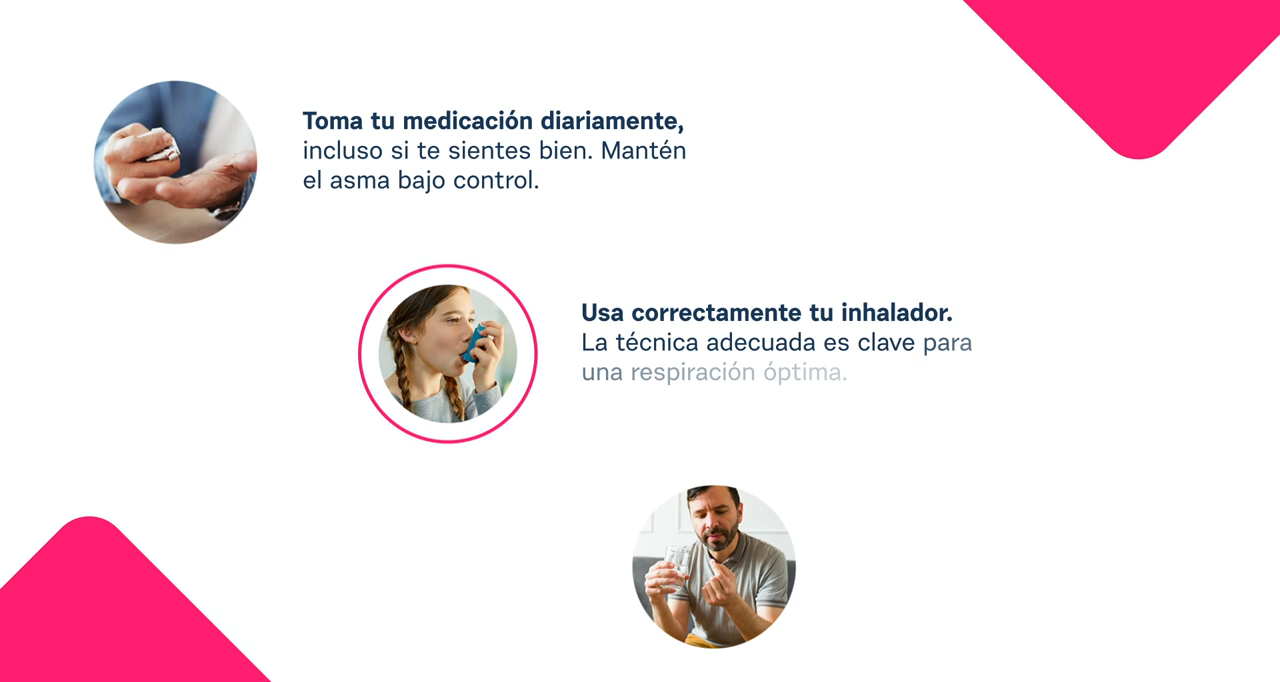 Toma tu medicación diariamente,
incluso si te sientes bien. Mantén
el asma bajo control.
Usa correctamente tu inhalador.
La técnica adecuada es clave para
una respiración óptima.